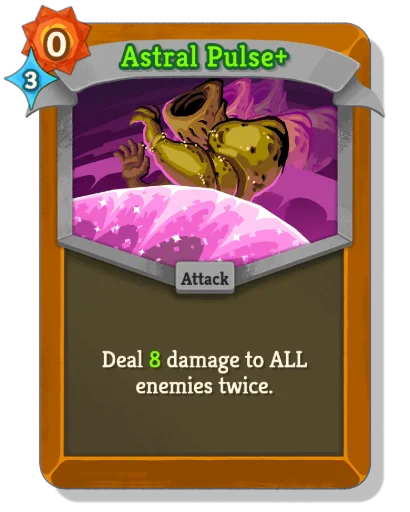 0
Astral Pulse+
3
Attack
Deal 8 damage to ALL
enemies twice.